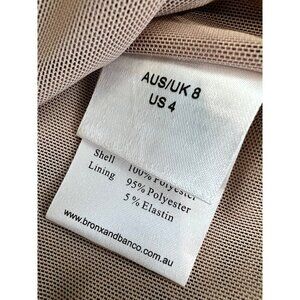 AUS/UK 8
US 4
Shell 100% Polyester
Lining 95% Polyester
5% Elastin
www.bronxandbanco.com.au